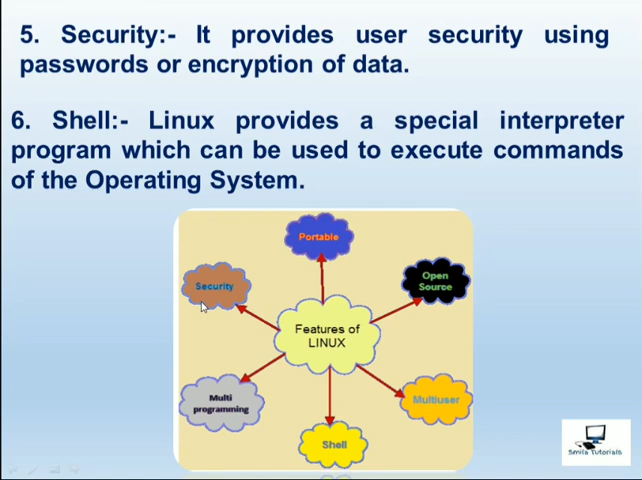 5. Security:- It provides user security using
passwords or encryption of data.
6. Shell:- Linux provides a special interpreter
program which can be used to execute commands
of the Operating System.
Portable
Security
Open
Source
Features of
LINUX
Multi
programming
Multiuser
Shell
Smila Tutorials